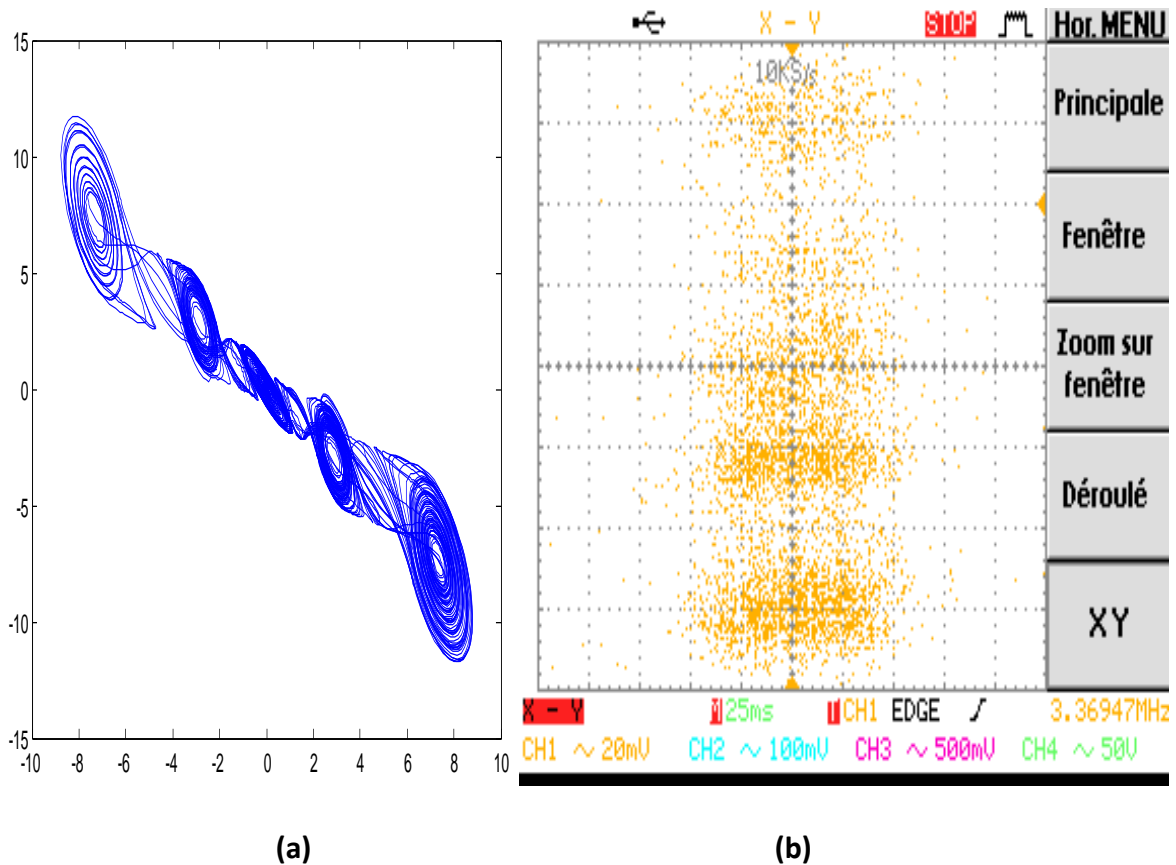 15
10
5
0
-5
-10
-15
-10 -8 -6 -4 -2 0 2 4 6 8 10
X - Y STOP Hor. MENU
10KS/s
Principale
Fenêtre
Zoom sur
fenêtre
Déroulé
XY
X - Y 25ms CH1 EDGE 3.36947MHz
CH1 ~ 20mV CH2 ~ 100mV CH3 ~ 500mV CH4 ~ 50V
(a) (b)